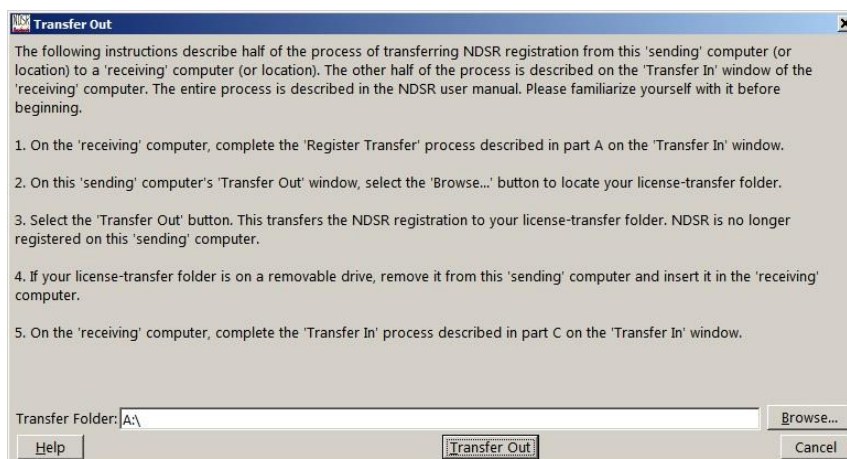 Transfer Out
The following instructions describe half of the process of transferring NDSR registration from this 'sending' computer (or
location) to a 'receiving' computer (or location). The other half of the process is described on the 'Transfer In' window of the
'receiving' computer. The entire process is described in the NDSR user manual. Please familiarize yourself with it before
beginning.
1. On the 'receiving' computer, complete the 'Register Transfer' process described in part A on the 'Transfer In' window.
2. On this 'sending' computer's 'Transfer Out' window, select the 'Browse...' button to locate your license-transfer folder.
3. Select the 'Transfer Out' button. This transfers the NDSR registration to your license-transfer folder. NDSR is no longer
registered on this 'sending' computer.
4. If your license-transfer folder is on a removable drive, remove it from this 'sending' computer and insert it in the 'receiving'
computer.
5. On the 'receiving' computer, complete the 'Transfer In' process described in part C on the 'Transfer In' window.
Transfer Folder: A:\ Browse...
Help Transfer Out Cancel